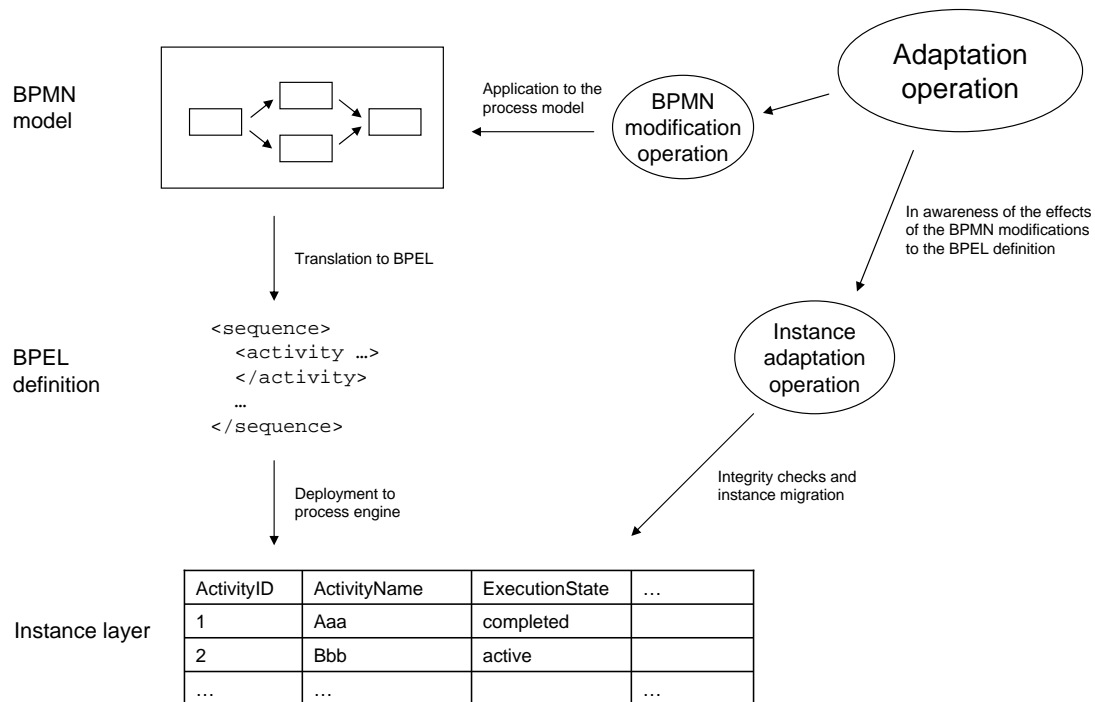 Adaptation
operation
BPMN
model
Application to the
process model
BPMN
modification
operation
In awareness of the effects
of the BPMN modifications
to the BPEL definition
Translation to BPEL
BPEL
definition
<sequence>
<activity …>
</activity>
…
</sequence>
Instance
adaptation
operation
Deployment to
process engine
Integrity checks and
instance migration
Instance layer
ActivityID ActivityName ExecutionState …
1 Aaa completed
2 Bbb active
… … …